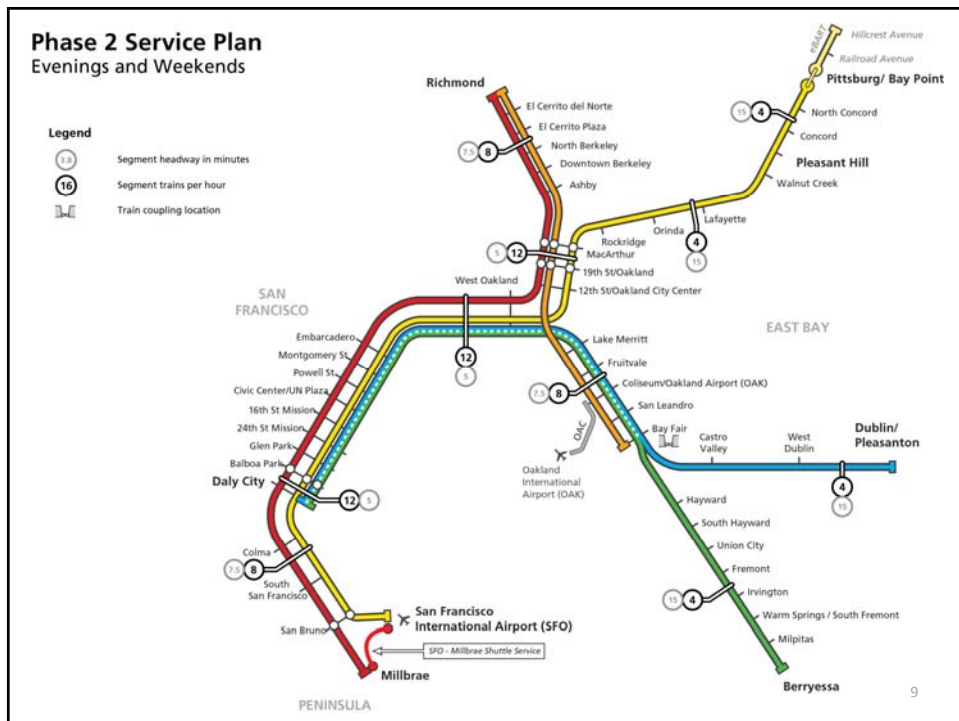 Phase 2 Service Plan
Evenings and Weekends
Legend
3.8
Segment headway in minutes
16
Segment trains per hour
Train coupling location
Richmond
El Cerrito del Norte
El Cerrito Plaza
7.5
8
North Berkeley
Downtown Berkeley
Ashby
eBART
Hillcrest Avenue
Railroad Avenue
Pittsburg/ Bay Point
15
4
North Concord
Concord
Pleasant Hill
Walnut Creek
Lafayette
Orinda
4
15
Rockridge
MacArthur
5
12
19th St/Oakland
12th St/Oakland City Center
West Oakland
SAN
FRANCISCO
EAST BAY
12
5
Embarcadero
Montgomery St
Powell St
Civic Center/UN Plaza
16th St Mission
24th St Mission
Glen Park
Balboa Park
Daly City
12
5
Lake Merritt
Fruitvale
Coliseum/Oakland Airport (OAK)
7.5
8
San Leandro
Bay Fair
OAC
Oakland
International
Airport (OAK)
Castro
Valley
West
Dublin
Dublin/
Pleasanton
4
15
Hayward
South Hayward
Union City
Fremont
Irvington
15
4
Warm Springs / South Fremont
Milpitas
Berryessa
Colma
7.5
8
South
San Francisco
San Bruno
San Francisco
International Airport (SFO)
SFO - Millbrae Shuttle Service
Millbrae
PENINSULA
9